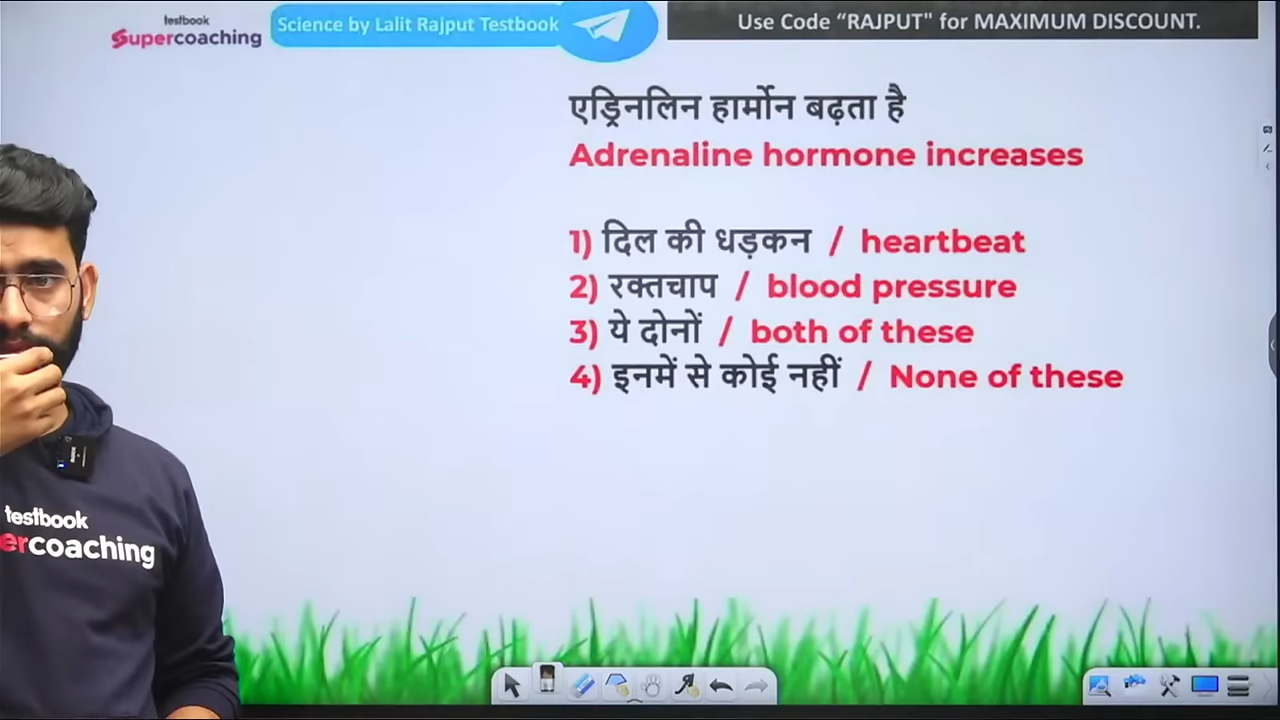 testbook
Supercoaching
Science by Lalit Rajput Testbook
Use Code “RAJPUT" for MAXIMUM DISCOUNT.
एड्रिनलिन हार्मोन बढ़ता है
Adrenaline hormone increases
1) दिल की धड़कन / heartbeat
2) रक्तचाप / blood pressure
3) ये दोनों / both of these
4) इनमें से कोई नहीं / None of these
testbook
ercoaching